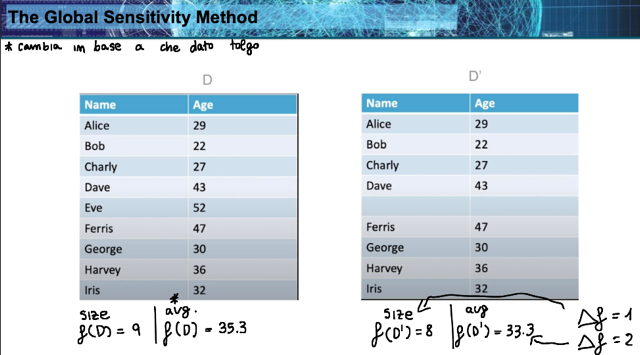 The Global Sensitivity Method
* cambia in base a che dato tolgo
D
Name Age
Alice 29
Bob 22
Charly 27
Dave 43
Eve 52
Ferris 47
George 30
Harvey 36
Iris 32
* 
size avg.
f(D) = 9 f(D) = 35.3
D'
Name Age
Alice 29
Bob 22
Charly 27
Dave 43
Ferris 47
George 30
Harvey 36
Iris 32
size avg
f(D') = 8 f(D') = 33.3
Δf = 1
Δf = 2